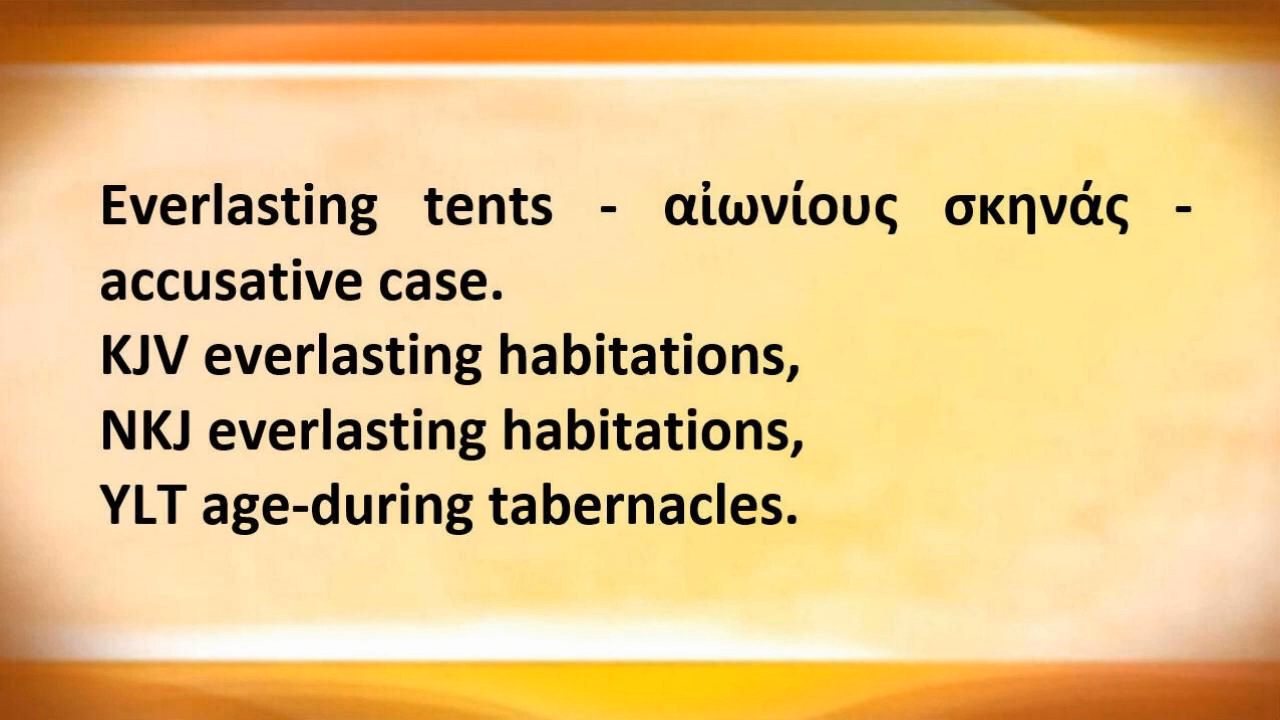 Everlasting tents - αἰωνίους σκηνάς -
accusative case.
KJV everlasting habitations,
NKJ everlasting habitations,
YLT age-during tabernacles.